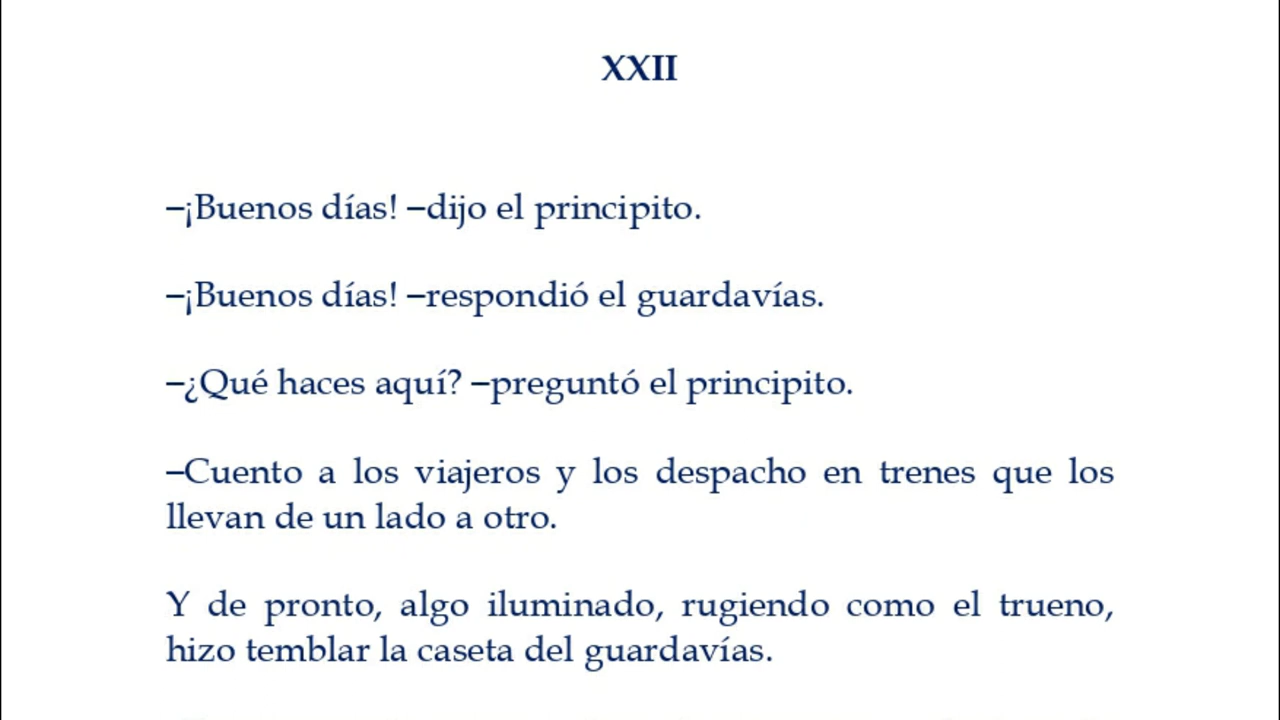 XXII
–¡Buenos días! –dijo el principito.
–¡Buenos días! –respondió el guardavías.
–¿Qué haces aquí? –preguntó el principito.
–Cuento a los viajeros y los despacho en trenes que los
llevan de un lado a otro.
Y de pronto, algo iluminado, rugiendo como el trueno,
hizo temblar la caseta del guardavías.